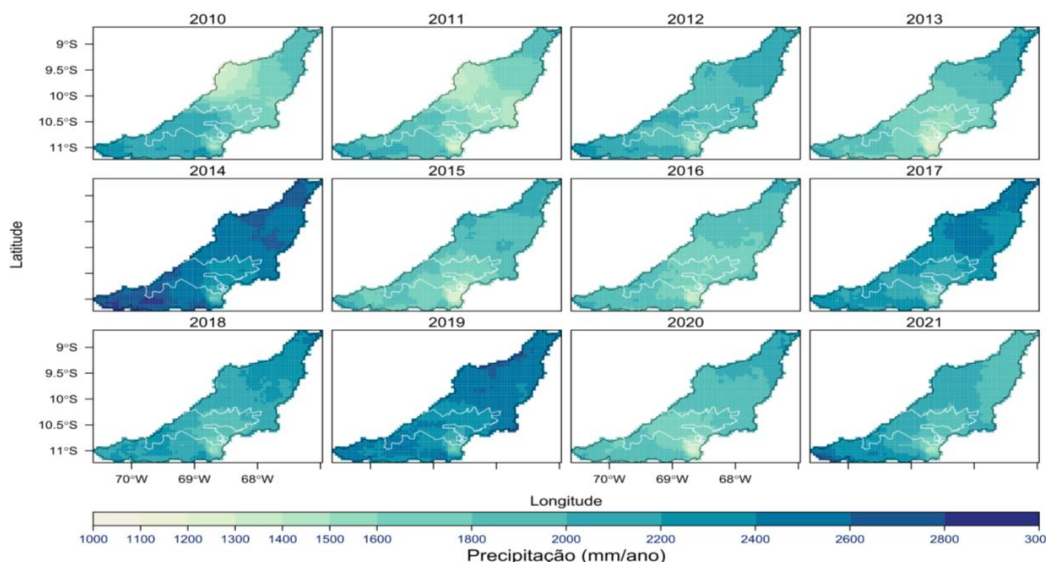 2010 2011 2012 2013
9°S
9.5°S
10°S
10.5°S
11°S
2014 2015 2016 2017
Latitude
2018 2019 2020 2021
9°S
9.5°S
10°S
10.5°S
11°S
70°W 69°W 68°W 70°W 69°W 68°W
Longitude
1000 1100 1200 1300 1400 1500 1600 1800 2000 2200 2400 2600 2800 300
Precipitação (mm/ano)